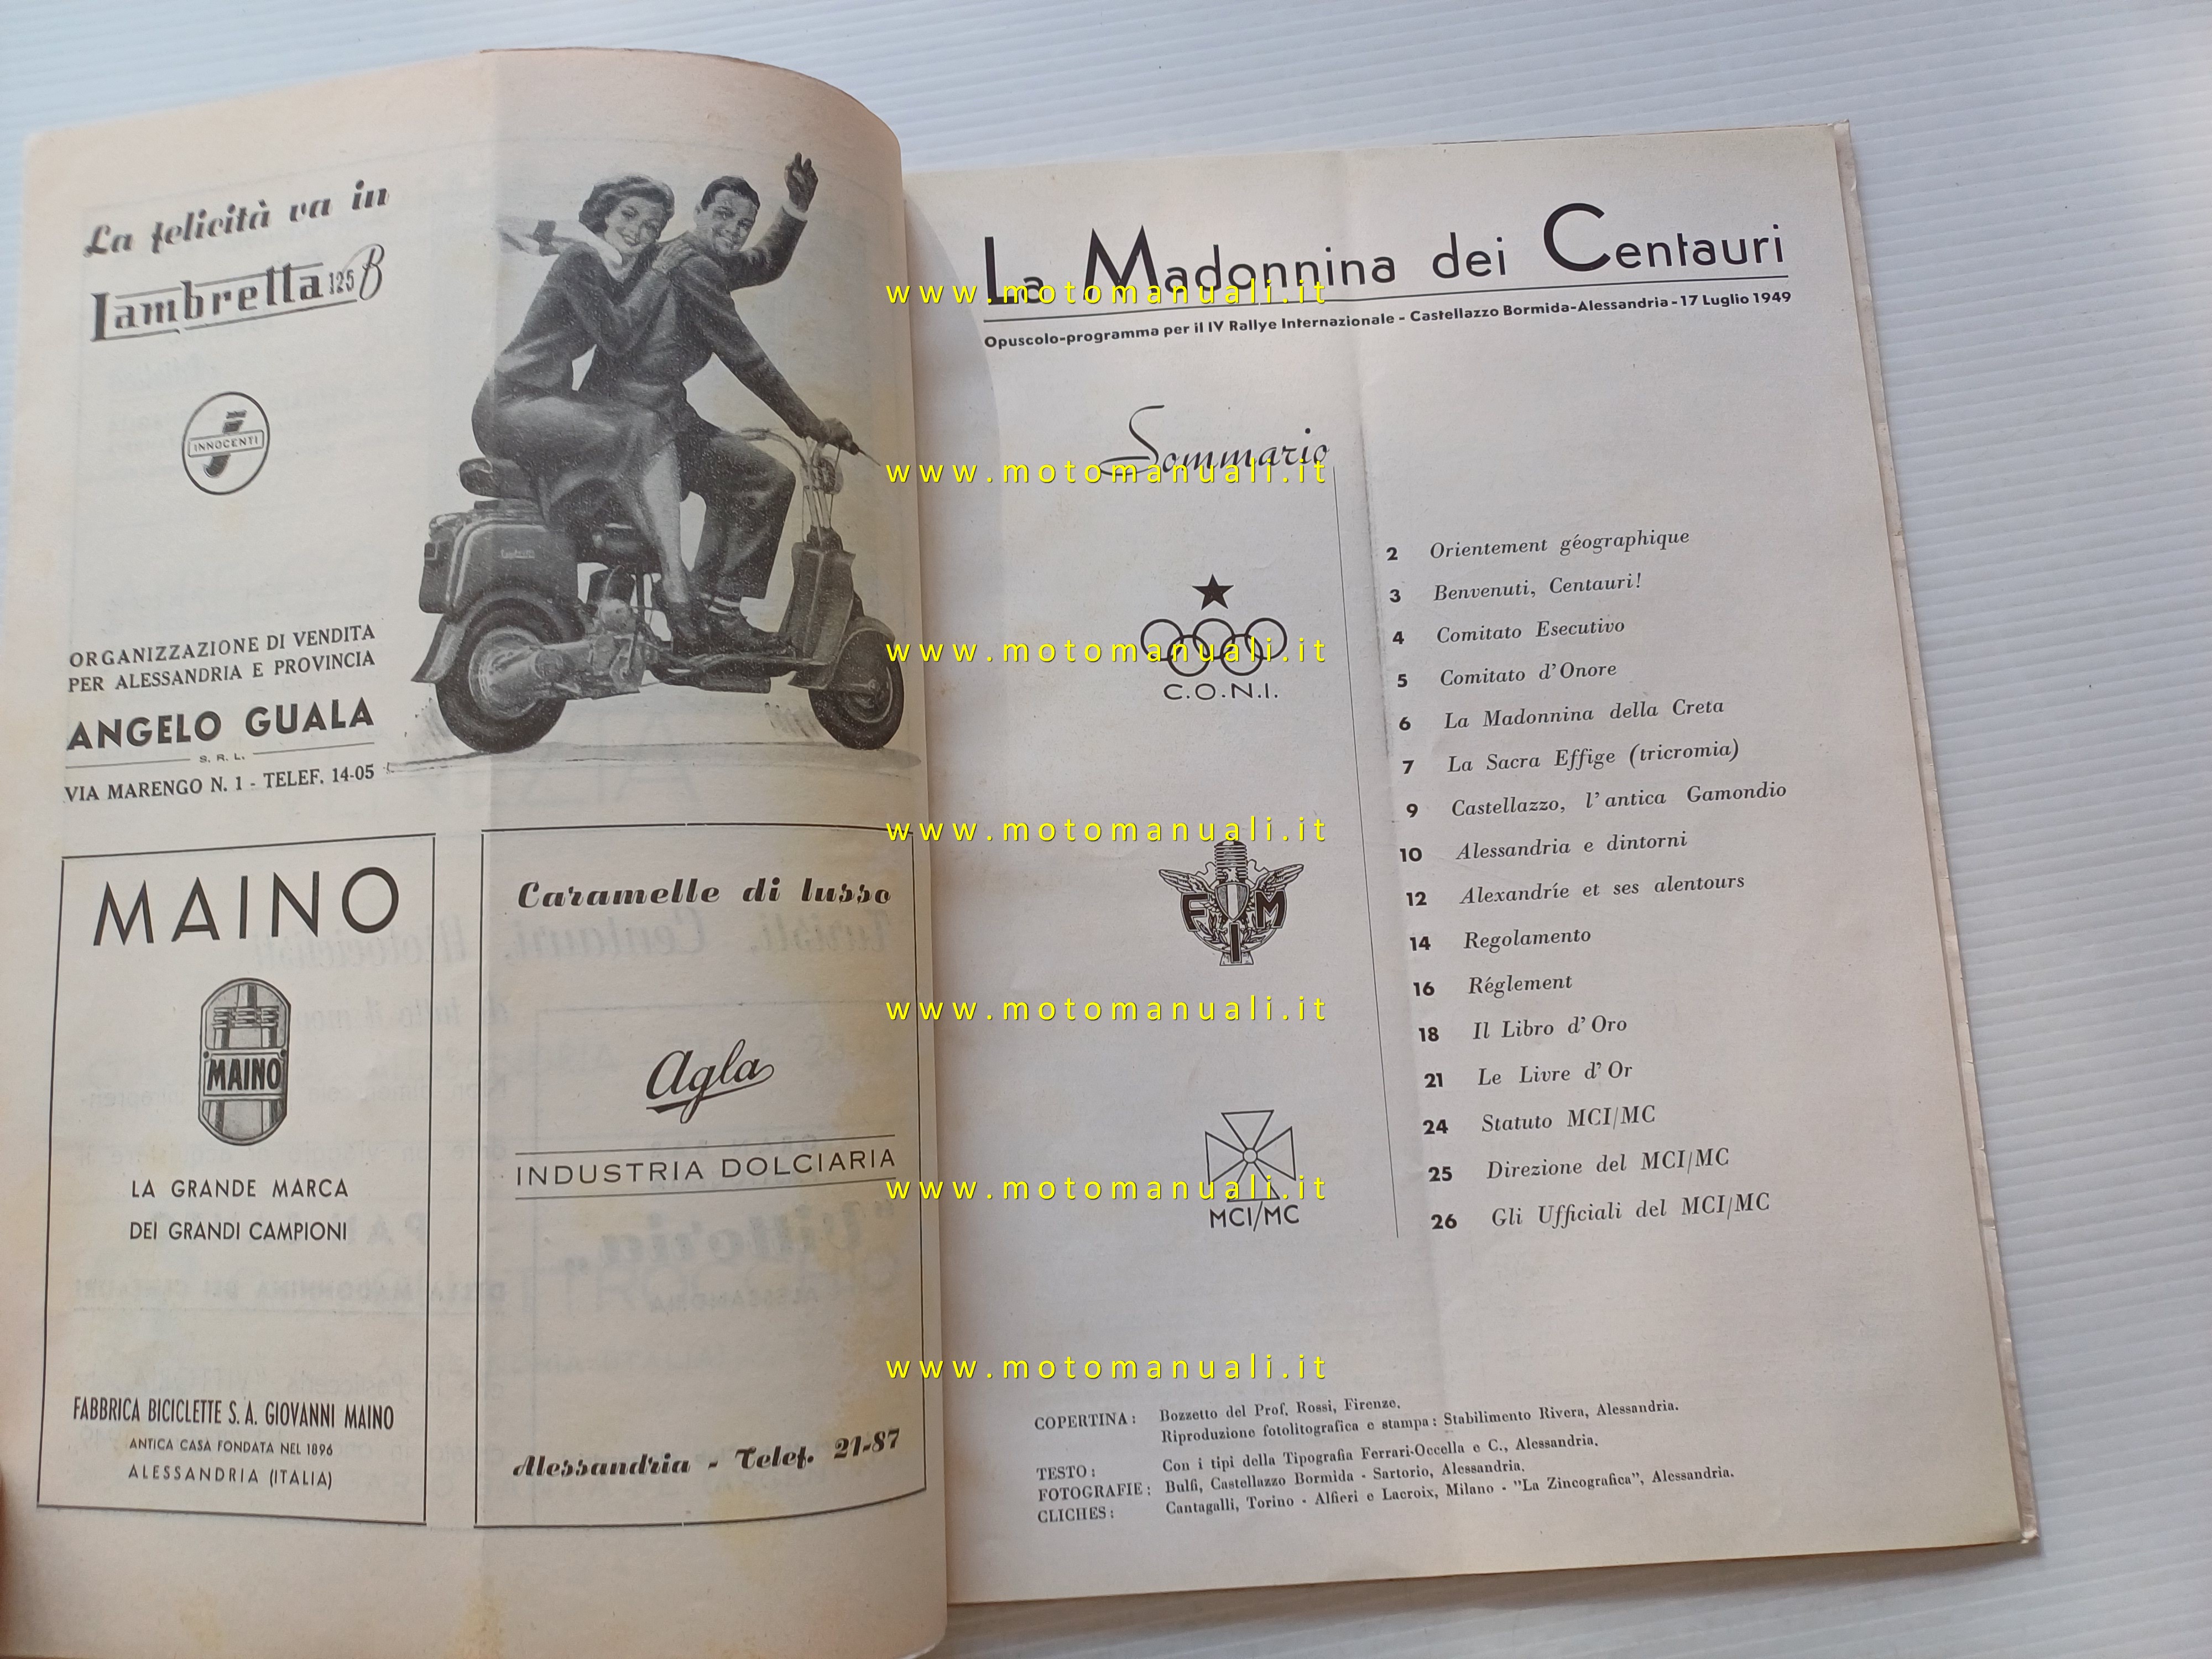 La felicità va in
Lambretta 125 B
INNOCENTI
ORGANIZZAZIONE DI VENDITA
PER ALESSANDRIA E PROVINCIA
ANGELO GUALA
S. R. L.
VIA MARENGO N. 1 - TELEF. 14-05
MAINO
MAINO
LA GRANDE MARCA
DEI GRANDI CAMPIONI
FABBRICA BICICLETTE S. A. GIOVANNI MAINO
ANTICA CASA FONDATA NEL 1896
ALESSANDRIA (ITALIA)
Caramelle di lusso
Agla
INDUSTRIA DOLCIARIA
Alessandria - Telef. 21-87
La Madonnina dei Centauri
Opuscolo-programma per il IV Rallye Internazionale - Castellazzo Bormida-Alessandria - 17 Luglio 1949
Sommario
C.O.N.I.
FIM
MCI/MC
2 Orientement géographique
3 Benvenuti, Centauri!
4 Comitato Esecutivo
5 Comitato d'Onore
6 La Madonnina della Creta
7 La Sacra Effige (tricromia)
9 Castellazzo, l'antica Gamondio
10 Alessandria e dintorni
12 Alexandríe et ses alentours
14 Regolamento
16 Réglement
18 Il Libro d'Oro
21 Le Livre d'Or
24 Statuto MCI/MC
25 Direzione del MCI/MC
26 Gli Ufficiali del MCI/MC
COPERTINA: Bozzetto del Prof. Rossi, Firenze.
Riproduzione fotolitografica e stampa: Stabilimento Rivera, Alessandria.
TESTO: Con i tipi della Tipografia Ferrari-Occella e C., Alessandria.
FOTOGRAFIE: Bulfi, Castellazzo Bormida - Sartorio, Alessandria.
CLICHES: Cantagalli, Torino - Alfieri e Lacroix, Milano - "La Zincografica", Alessandria.
www.motomanuali.it
www.motomanuali.it
www.motomanuali.it
www.motomanuali.it
www.motomanuali.it
www.motomanuali.it
www.motomanuali.it